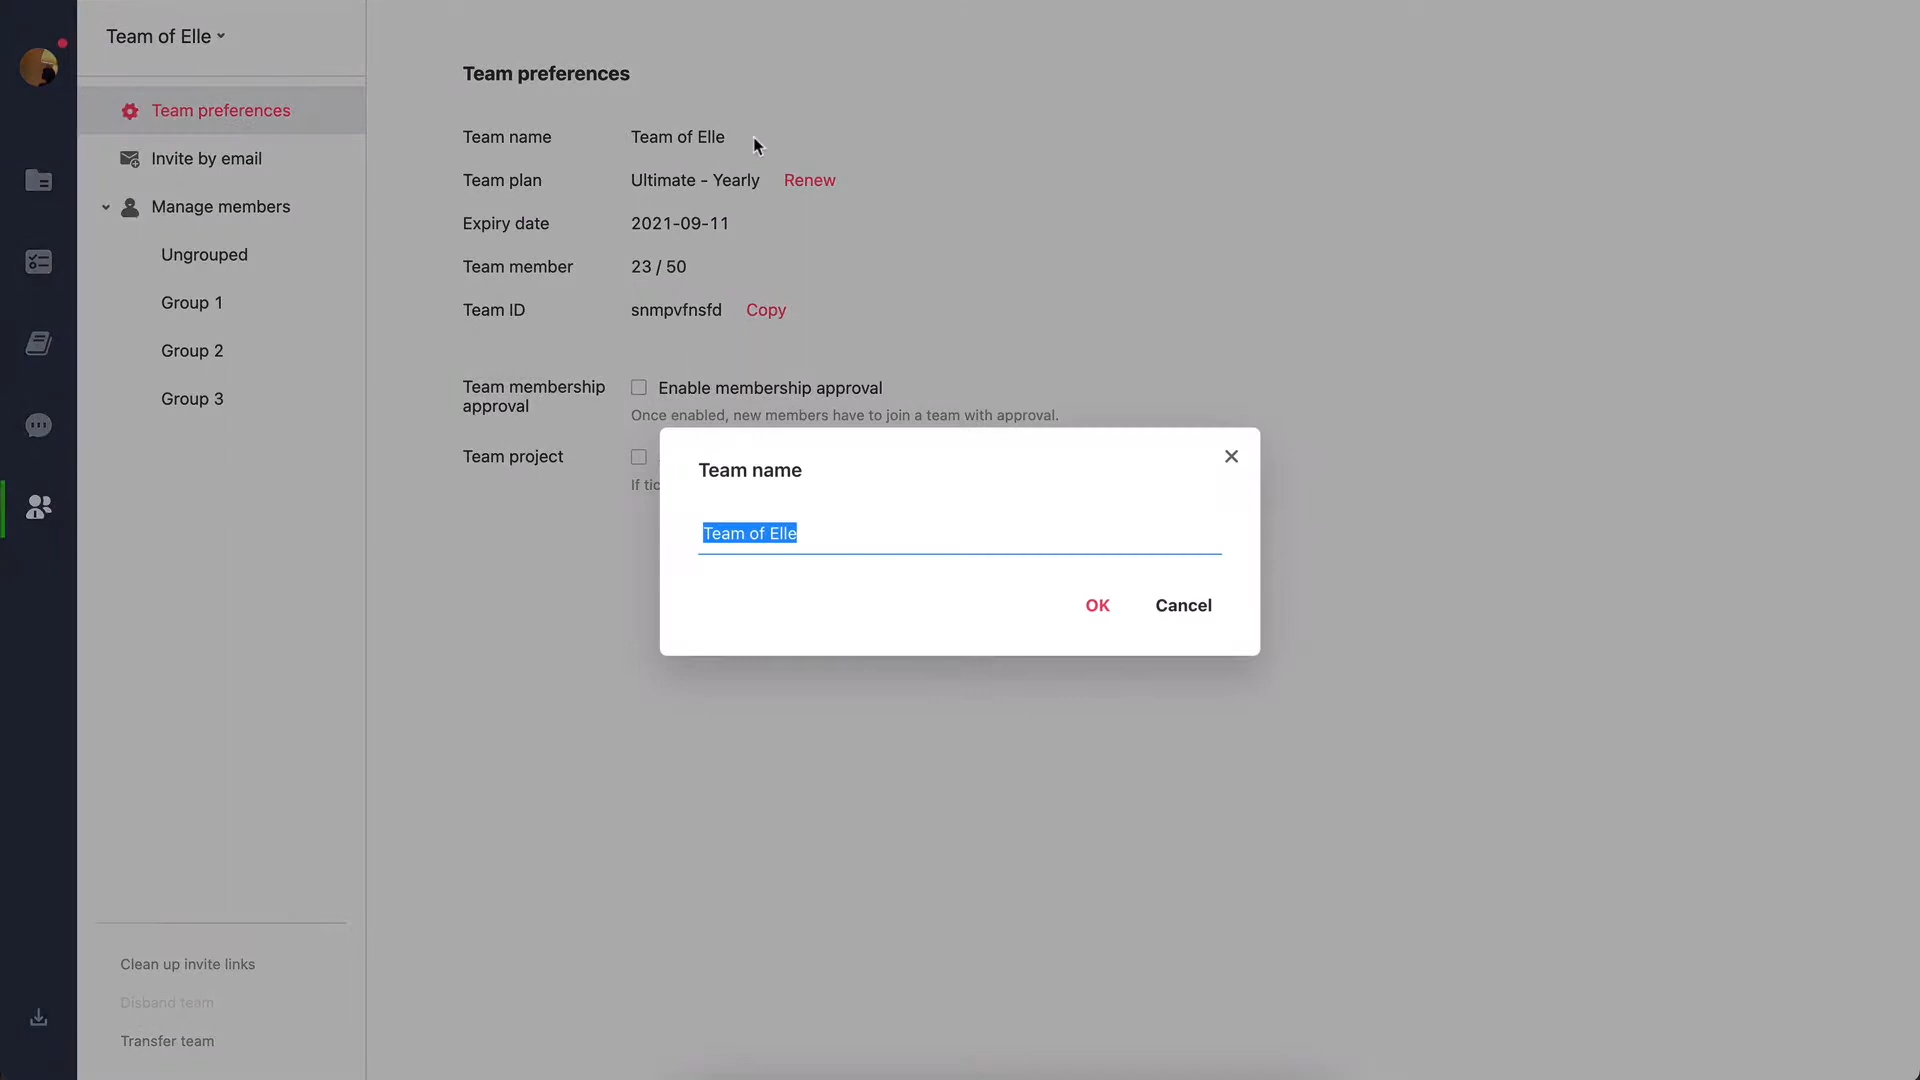 Team of Elle
Team preferences
Invite by email
Manage members
Ungrouped
Group 1
Group 2
Group 3
Clean up invite links
Disband team
Transfer team
Team preferences
Team name Team of Elle
Team plan Ultimate - Yearly Renew
Expiry date 2021-09-11
Team member 23 / 50
Team ID snmpvfnsfd Copy
Team membership
approval
Enable membership approval
Once enabled, new members have to join a team with approval.
Team project
If tic
Team name
Team of Elle
OK Cancel